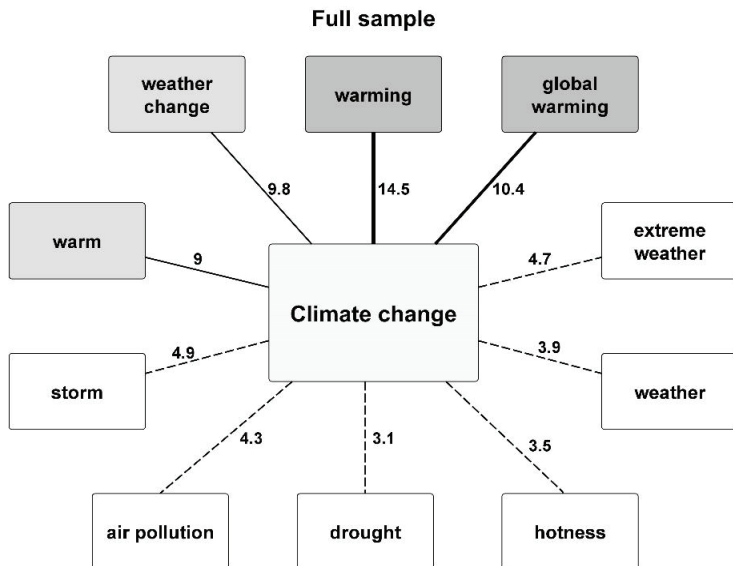 Full sample
weather
change
warming
global
warming
9.8
14.5
10.4
warm
9
extreme
weather
4.7
Climate change
storm
4.9
3.9
weather
4.3
3.1
3.5
air pollution
drought
hotness